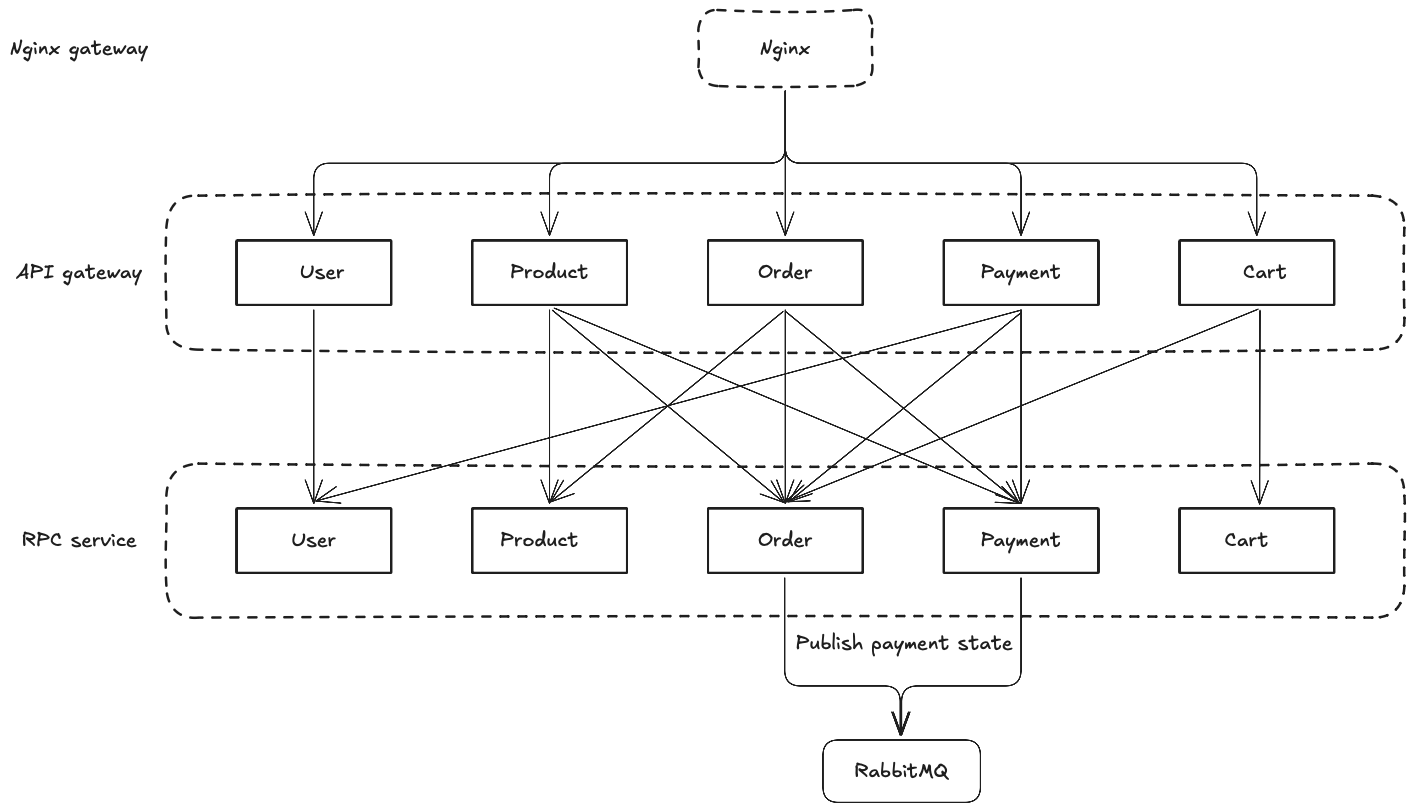 Nginx gateway
Nginx
API gateway
User
Product
Order
Payment
Cart
RPC service
User
Product
Order
Payment
Cart
Publish payment state
RabbitMQ